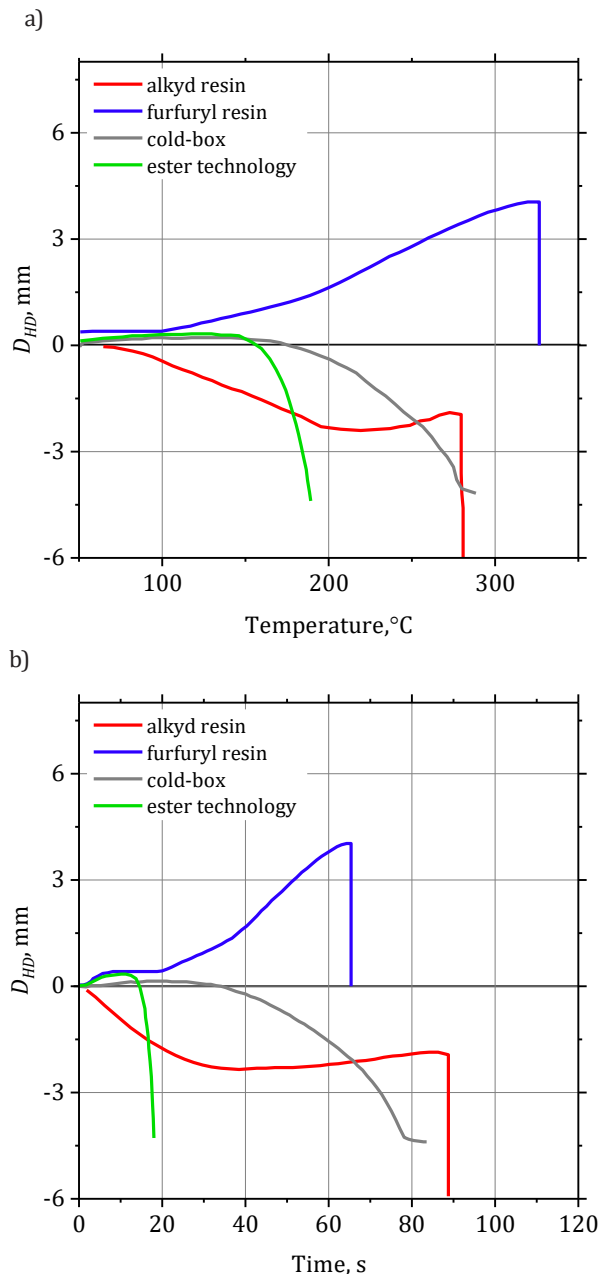 a)
alkyd resin
furfuryl resin
cold-box
ester technology
6
3
0
-3
-6
D_HD, mm
100
200
300
Temperature,°C
b)
alkyd resin
furfuryl resin
cold-box
ester technology
6
3
0
-3
-6
D_HD, mm
0
20
40
60
80
100
120
Time, s